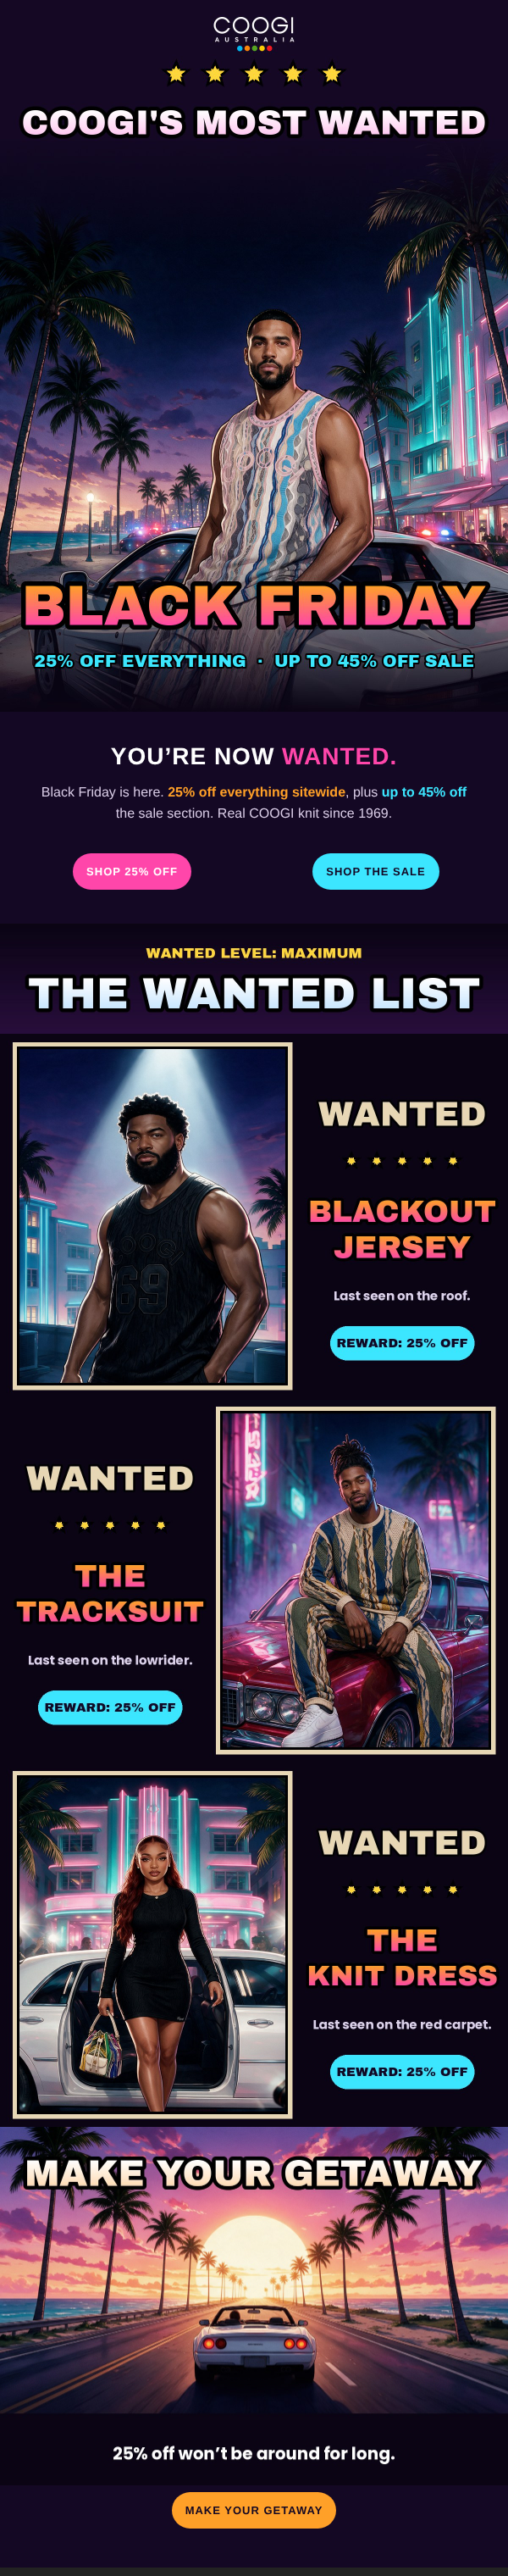 COOGI
AUSTRALIA
COOGI'S MOST WANTED
BLACK FRIDAY
25% OFF EVERYTHING · UP TO 45% OFF SALE
YOU’RE NOW WANTED.
Black Friday is here. 25% off everything sitewide, plus up to 45% off
the sale section. Real COOGI knit since 1969.
SHOP 25% OFF
SHOP THE SALE
WANTED LEVEL: MAXIMUM
THE WANTED LIST
69
WANTED
BLACKOUT
JERSEY
Last seen on the roof.
REWARD: 25% OFF
WANTED
THE
TRACKSUIT
Last seen on the lowrider.
REWARD: 25% OFF
WANTED
THE
KNIT DRESS
Last seen on the red carpet.
REWARD: 25% OFF
MAKE YOUR GETAWAY
25% off won’t be around for long.
MAKE YOUR GETAWAY